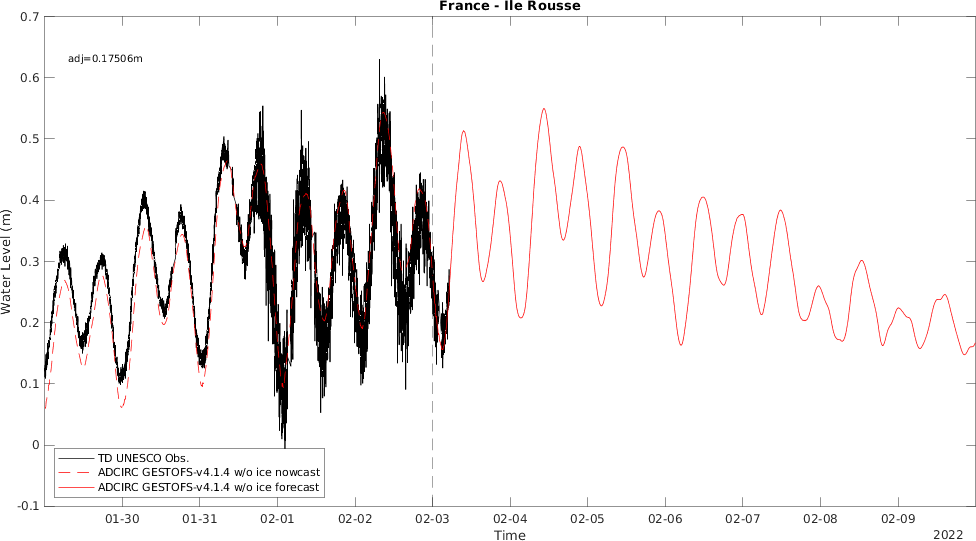 France - Ile Rousse
adj=0.17506m
Water Level (m)
0.7
0.6
0.5
0.4
0.3
0.2
0.1
0
-0.1
TD UNESCO Obs.
ADCIRC GESTOFS-v4.1.4 w/o ice nowcast
ADCIRC GESTOFS-v4.1.4 w/o ice forecast
01-30 01-31 02-01 02-02 02-03 02-04 02-05 02-06 02-07 02-08 02-09
Time
2022